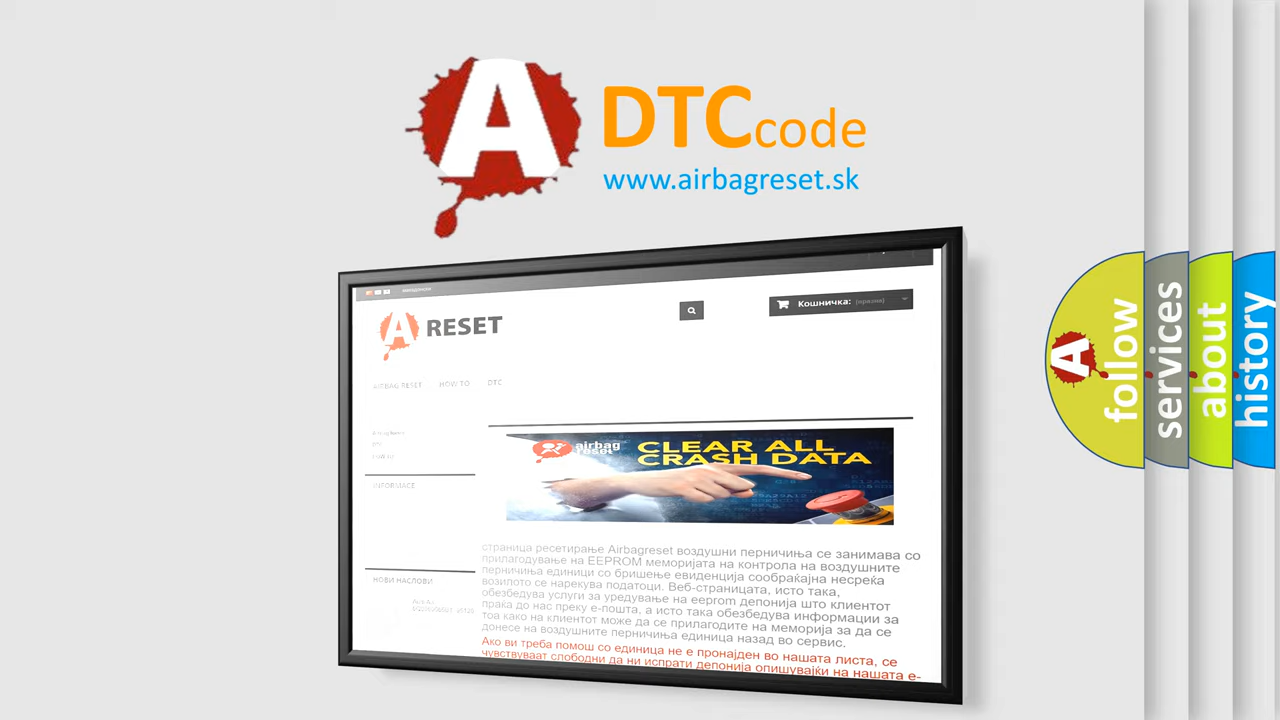 A
DTCcode
www.airbagreset.sk
Кошничка: (празни)
A RESET
AIRBAG RESET HOW TO DTC
INFORMACE
airbag
reset
CLEAR ALL
CRASH DATA
страница ресетирање Airbagreset воздушни перничиња се занимава со
прилагодување на EEPROM меморијата на контрола на воздушните
перничиња единици со бришење евиденција сообраќајна несреќа
возилото се нарекува податоци. Веб-страницата, исто така,
обезбедува услуги за уредување на eeprom депонија што клиентот
праќа до нас преку е-пошта, а исто така обезбедува информации за
тоа како на клиентот може да се прилагодите на меморија за да се
донесе на воздушните перничиња единица назад во сервис.
Ако ви треба помош со единица не е пронајден во нашата листа, се
чувствуваат слободни да ни испрати депонија опишувајќи на нашата е-
НОВИ НАСЛОВИ
A
follow
services
about
history